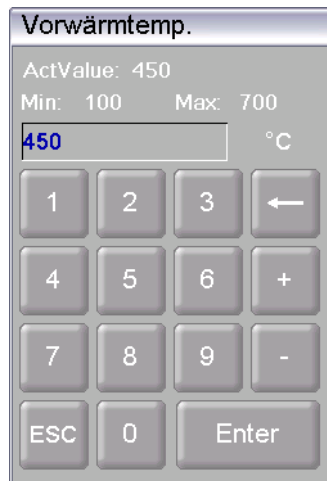 Vorwärmtemp.
ActValue: 450
Min: 100 Max: 700
450 °C
1 2 3 ←
4 5 6 +
7 8 9 -
ESC 0 Enter